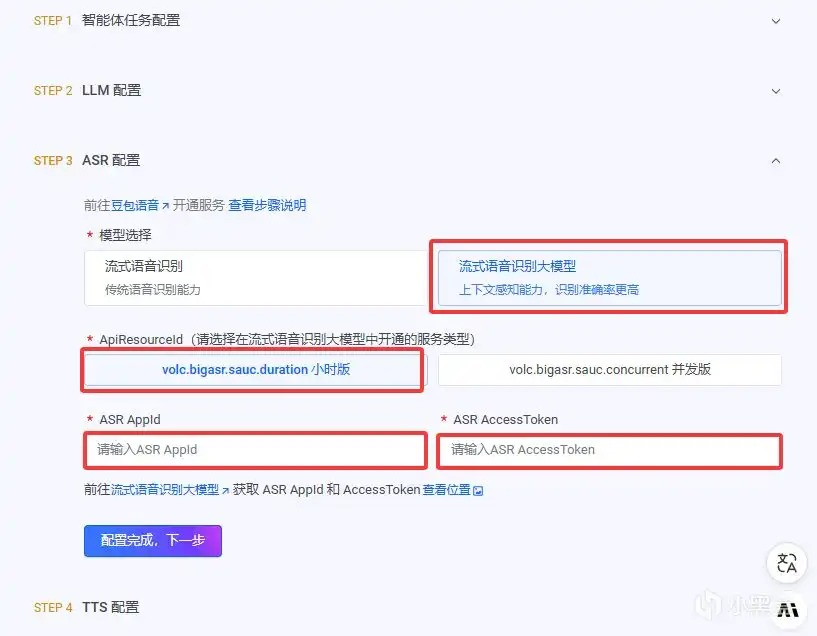 STEP 1 智能体任务配置
STEP 2 LLM 配置
STEP 3 ASR 配置
前往豆包语音 开通服务 查看步骤说明
* 模型选择
流式语音识别
传统语音识别能力
流式语音识别大模型
上下文感知能力，识别准确率更高
* ApiResourceId（请选择在流式语音识别大模型中开通的服务类型）
volc.bigasr.sauc.duration 小时版
volc.bigasr.sauc.concurrent 并发版
* ASR AppId
* ASR AccessToken
请输入ASR AppId
请输入ASR AccessToken
前往流式语音识别大模型 获取 ASR AppId 和 AccessToken 查看位置
配置完成，下一步
STEP 4 TTS 配置
小黑